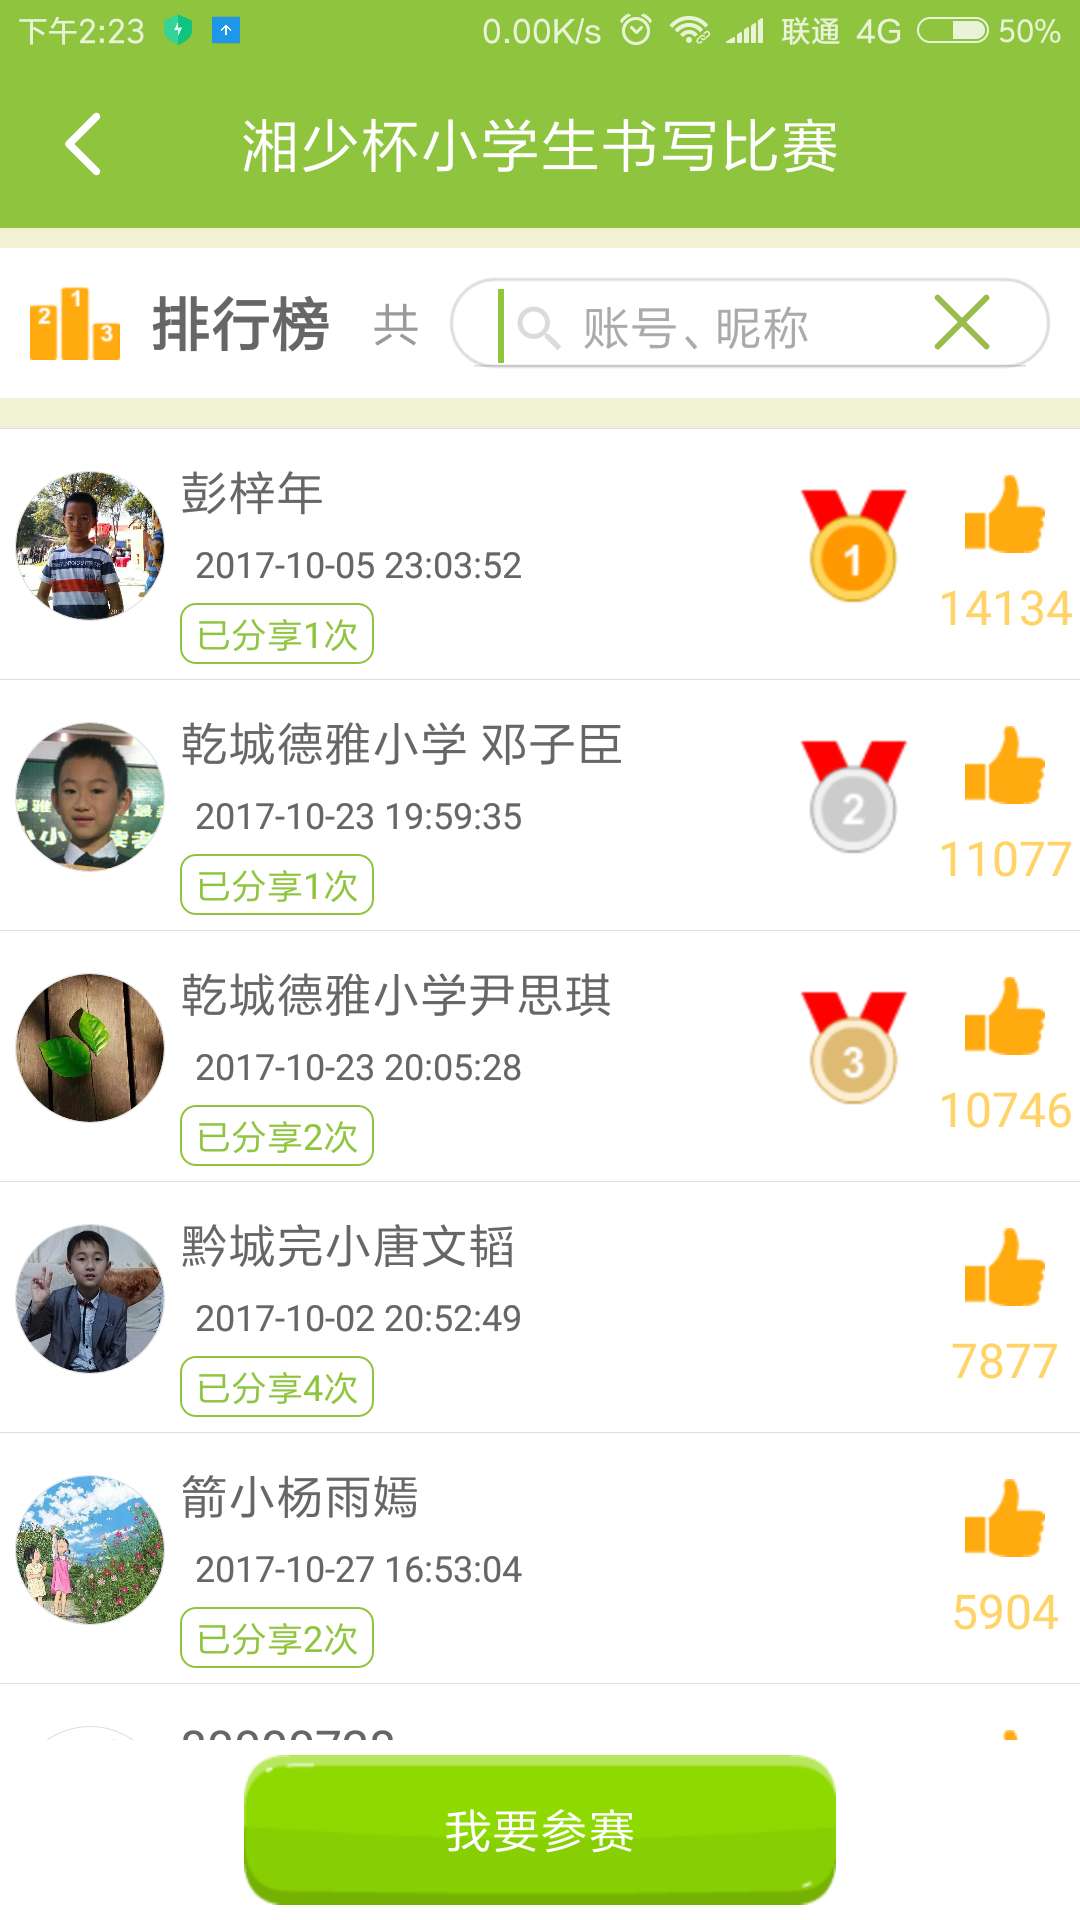 下午2:23
0.00K/s 联通 4G 50%
湘少杯小学生书写比赛
2 1 3 排行榜 共 账号、昵称
彭梓年
2017-10-05 23:03:52
1
14134
已分享1次
乾城德雅小学 邓子臣
2017-10-23 19:59:35
2
11077
已分享1次
乾城德雅小学尹思琪
2017-10-23 20:05:28
3
10746
已分享2次
黔城完小唐文韬
2017-10-02 20:52:49
7877
已分享4次
箭小杨雨嫣
2017-10-27 16:53:04
5904
已分享2次
我要参赛